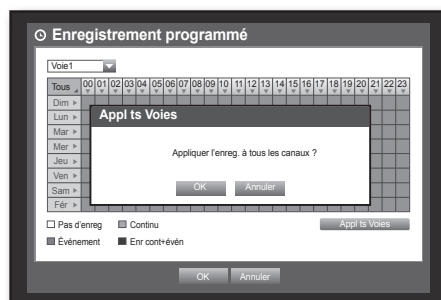 Enregistrement programmé
Voie1
Tous 00 01 02 03 04 05 06 07 08 09 10 11 12 13 14 15 16 17 18 19 20 21 22 23
Dim
Lun
Mar
Mer
Jeu
Ven
Sam
Fér
Appl ts Voies
Appliquer l'enreg. à tous les canaux ?
OK Annuler
Pas d'enreg Continu Appl ts Voies
Événement Enr cont+évén
OK Annuler